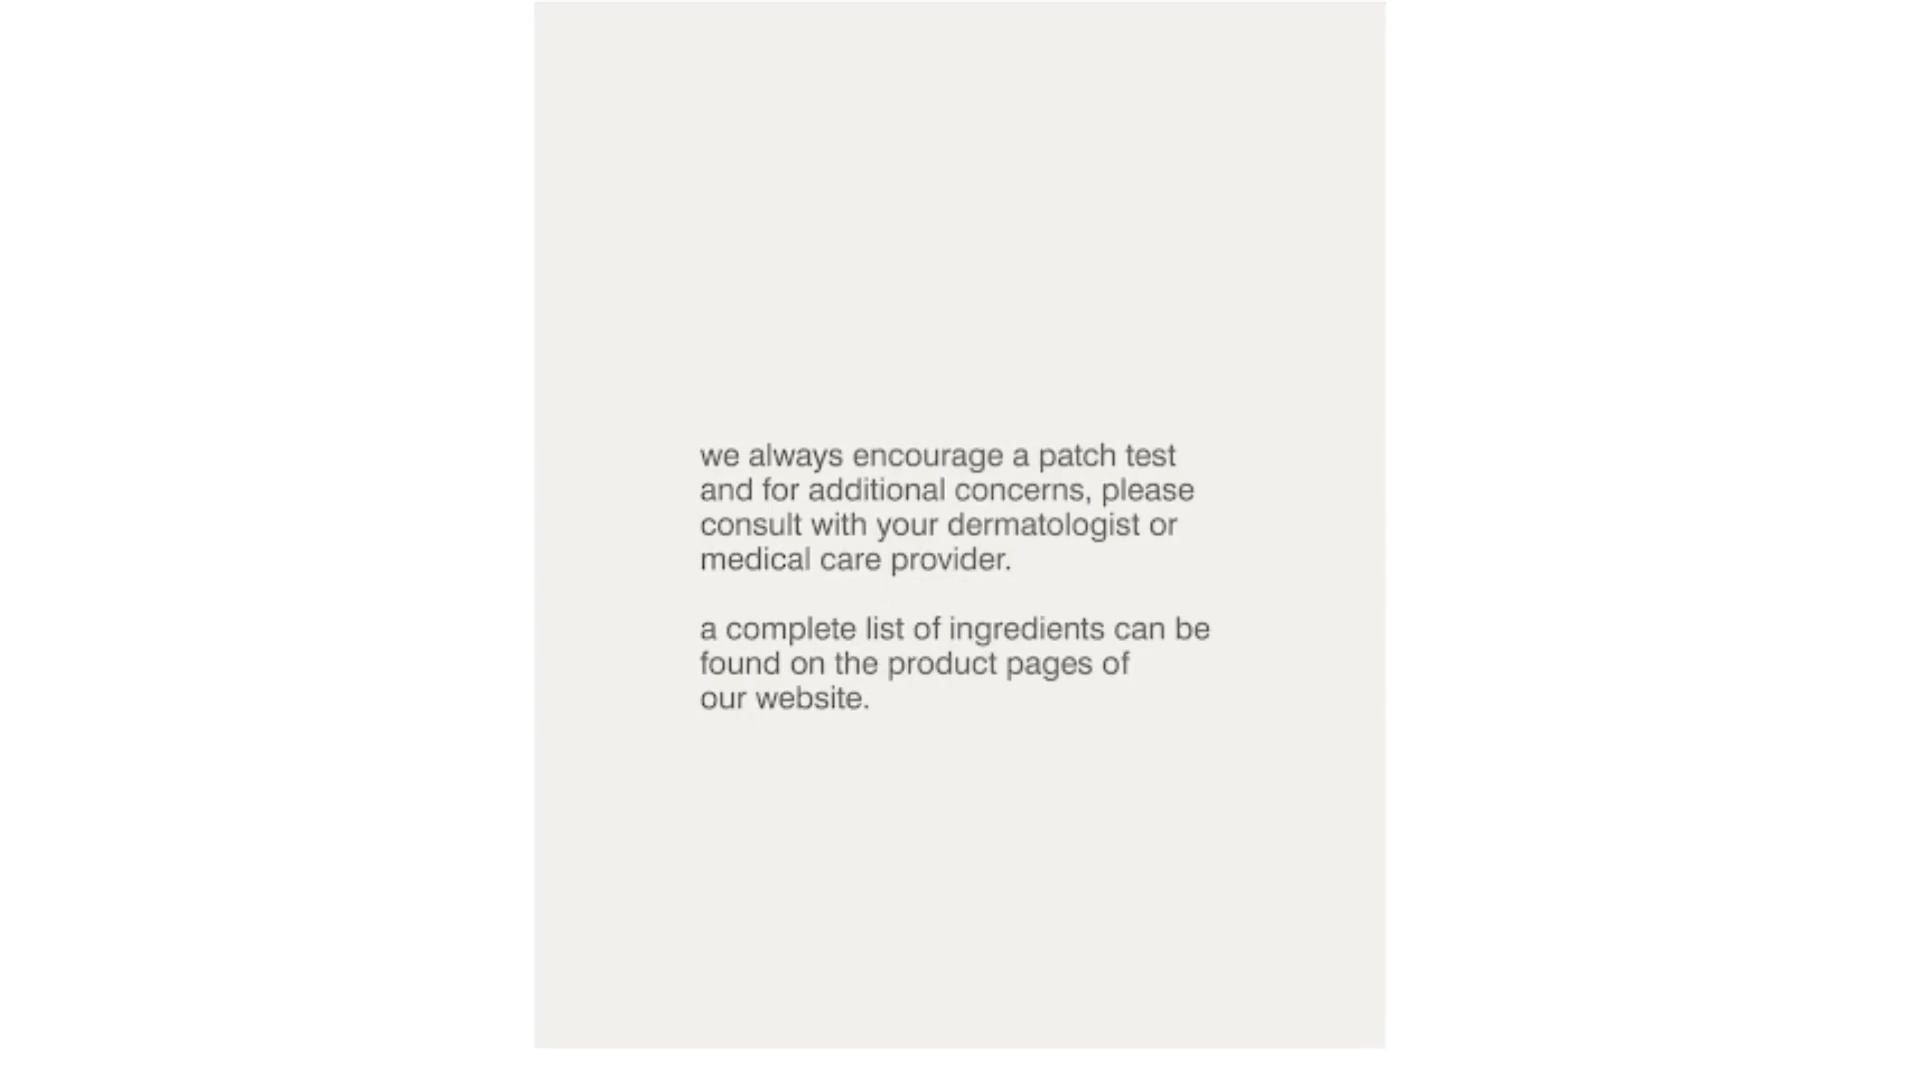 we always encourage a patch test
and for additional concerns, please
consult with your dermatologist or
medical care provider.
a complete list of ingredients can be
found on the product pages of
our website.